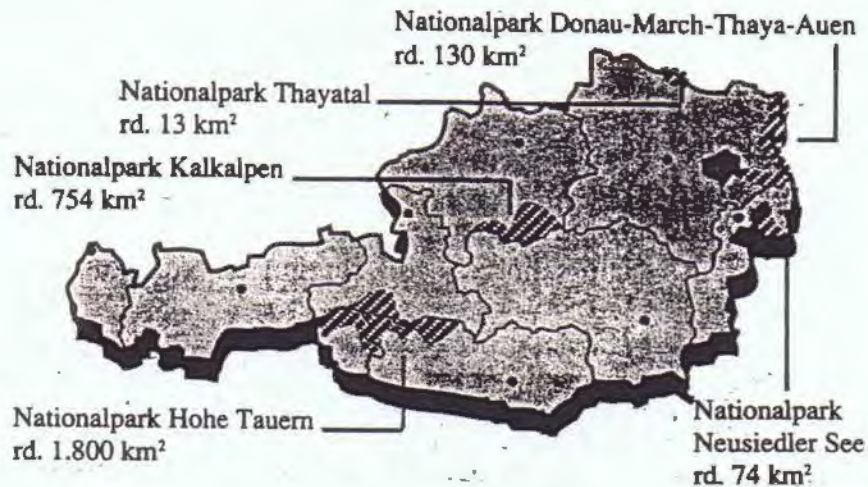 Nationalpark Donau-March-Thaya-Auen
rd. 130 km²
Nationalpark Thayatal
rd. 13 km²
Nationalpark Kalkalpen
rd. 754 km²
Nationalpark Hohe Tauern
rd. 1.800 km²
Nationalpark
Neusiedler See
rd. 74 km²